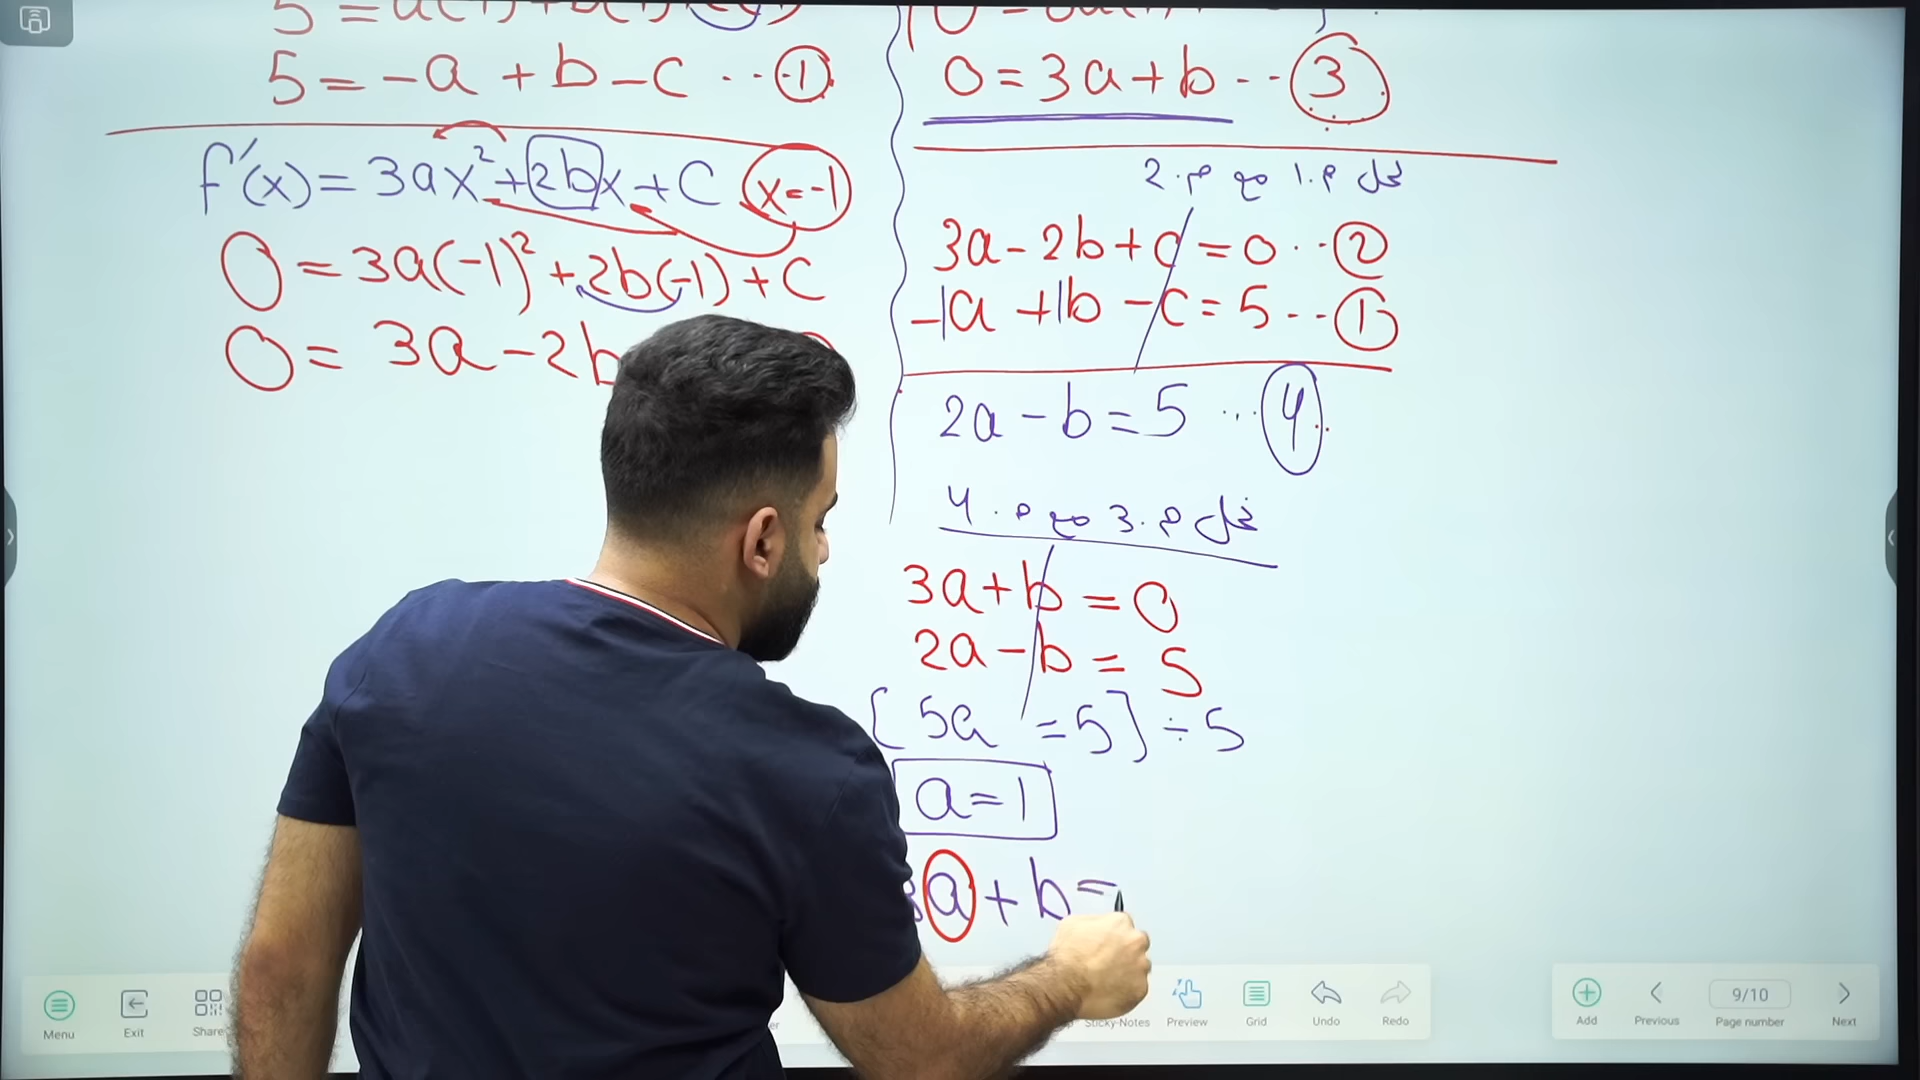 5 = -a + b - c ... ①
f'(x) = 3ax² + 2bx + C x = -1
0 = 3a(-1)² + 2b(-1) + C
0 = 3a - 2b
0 = 3a + b ... ③
نحل م.1 مع م.2
3a - 2b + c = 0 ... ②
-1a + 1b - c = 5 ... ①
2a - b = 5 ... ④
نحل م.3 مع م.4
3a + b = 0
2a - b = 5
[5a = 5] ÷ 5
a = 1
3a + b =
Menu
Exit
Share
Sticky-Notes
Preview
Grid
Undo
Redo
Add
Previous
9/10
Page number
Next